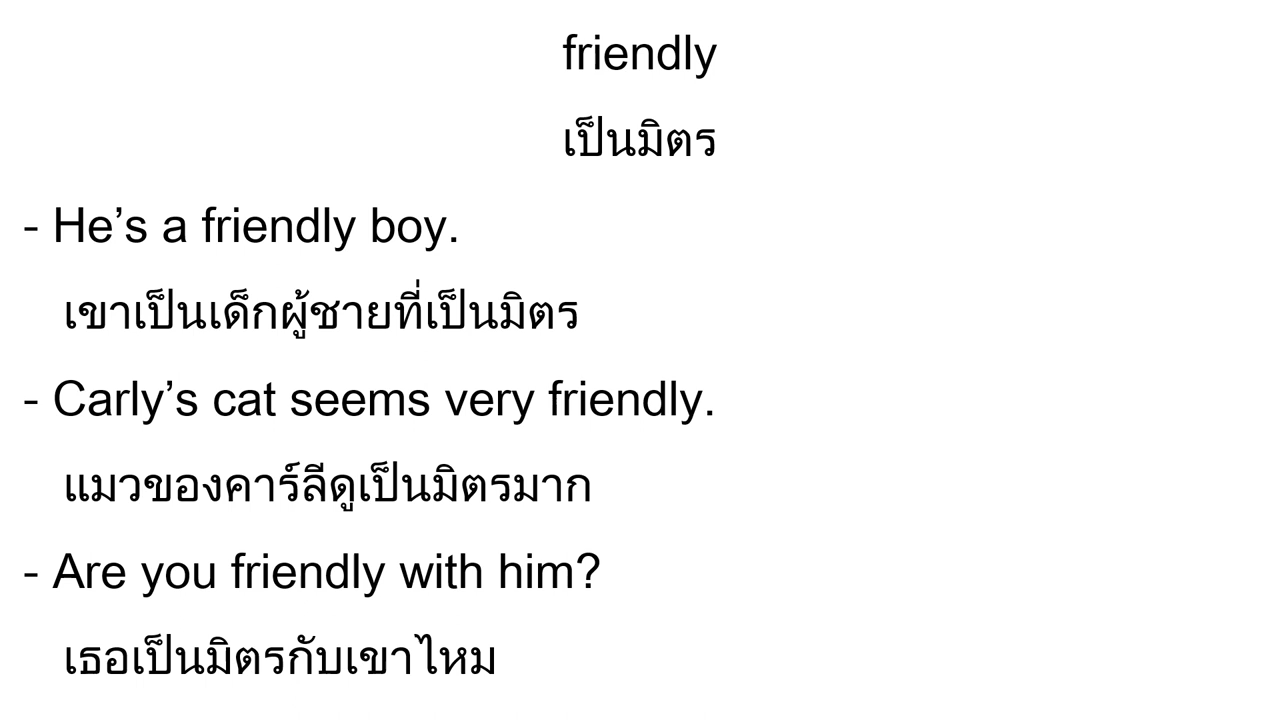 friendly
เป็นมิตร
- He’s a friendly boy.
เขาเป็นเด็กผู้ชายที่เป็นมิตร
- Carly’s cat seems very friendly.
แมวของคาร์ลีดูเป็นมิตรมาก
- Are you friendly with him?
เธอเป็นมิตรกับเขาไหม